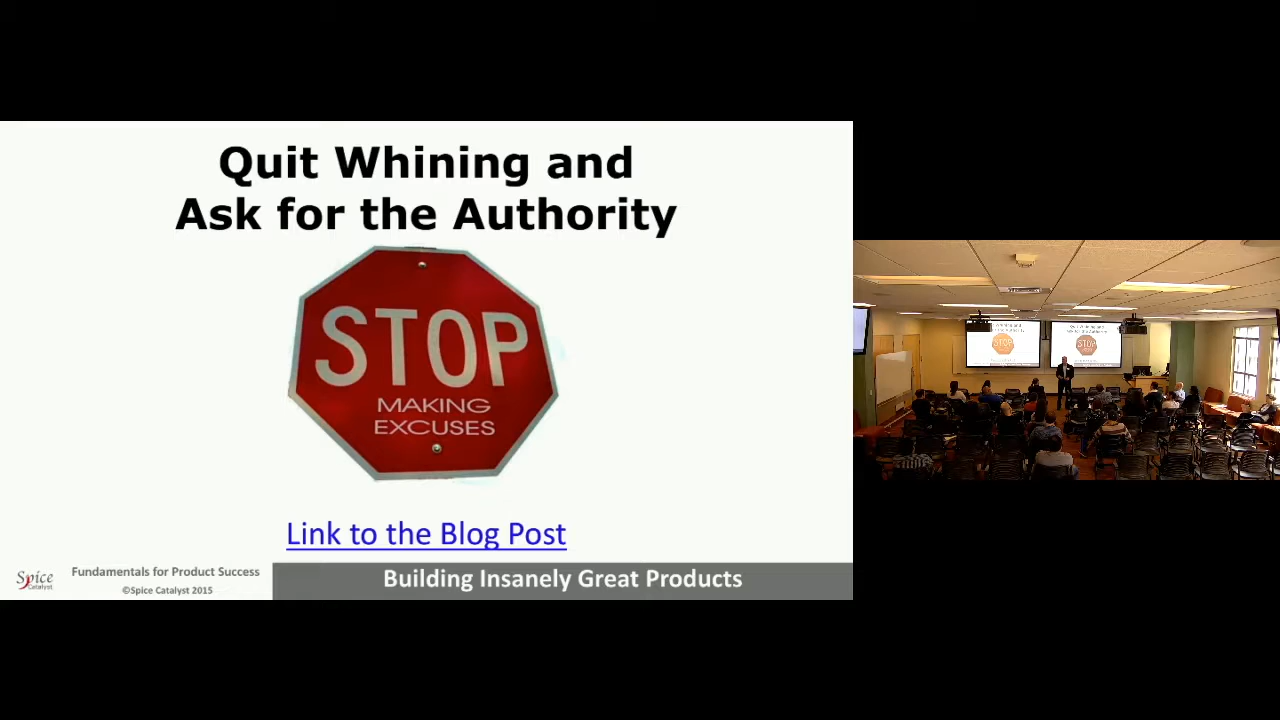 Quit Whining and
Ask for the Authority
STOP
MAKING
EXCUSES
Link to the Blog Post
Spice
Catalyst
Fundamentals for Product Success
©Spice Catalyst 2015
Building Insanely Great Products